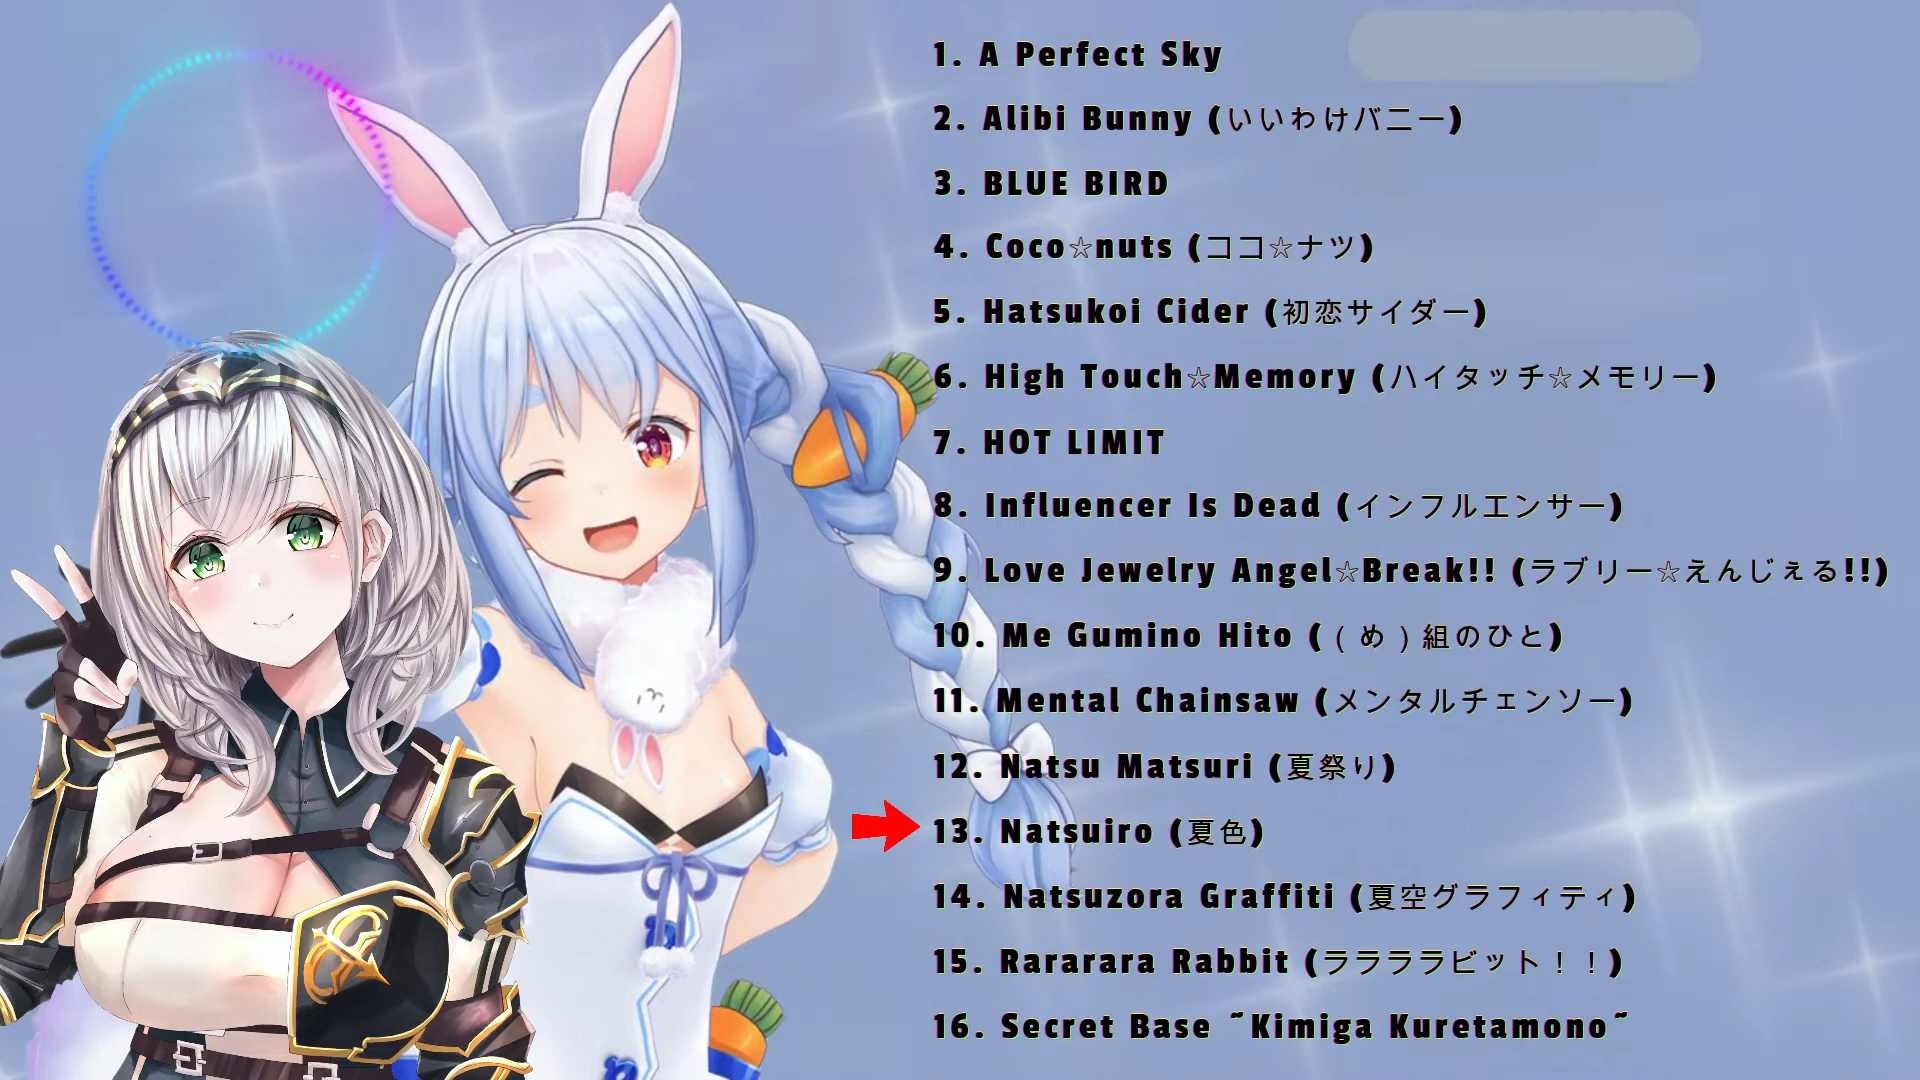 1. A Perfect Sky
2. Alibi Bunny (いいわけバニー)
3. BLUE BIRD
4. Coco☆nuts (ココ☆ナツ)
5. Hatsukoi Cider (初恋サイダー)
6. High Touch☆Memory (ハイタッチ☆メモリー)
7. HOT LIMIT
8. Influencer Is Dead (インフルエンサー)
9. Love Jewelry Angel☆Break!! (ラブリー☆えんじぇる!!)
10. Me Gumino Hito (（め）組のひと)
11. Mental Chainsaw (メンタルチェンソー)
12. Natsu Matsuri (夏祭り)
13. Natsuiro (夏色)
14. Natsuzora Graffiti (夏空グラフィティ)
15. Rararara Rabbit (ララララビット！！)
16. Secret Base ~Kimiga Kuretamono~